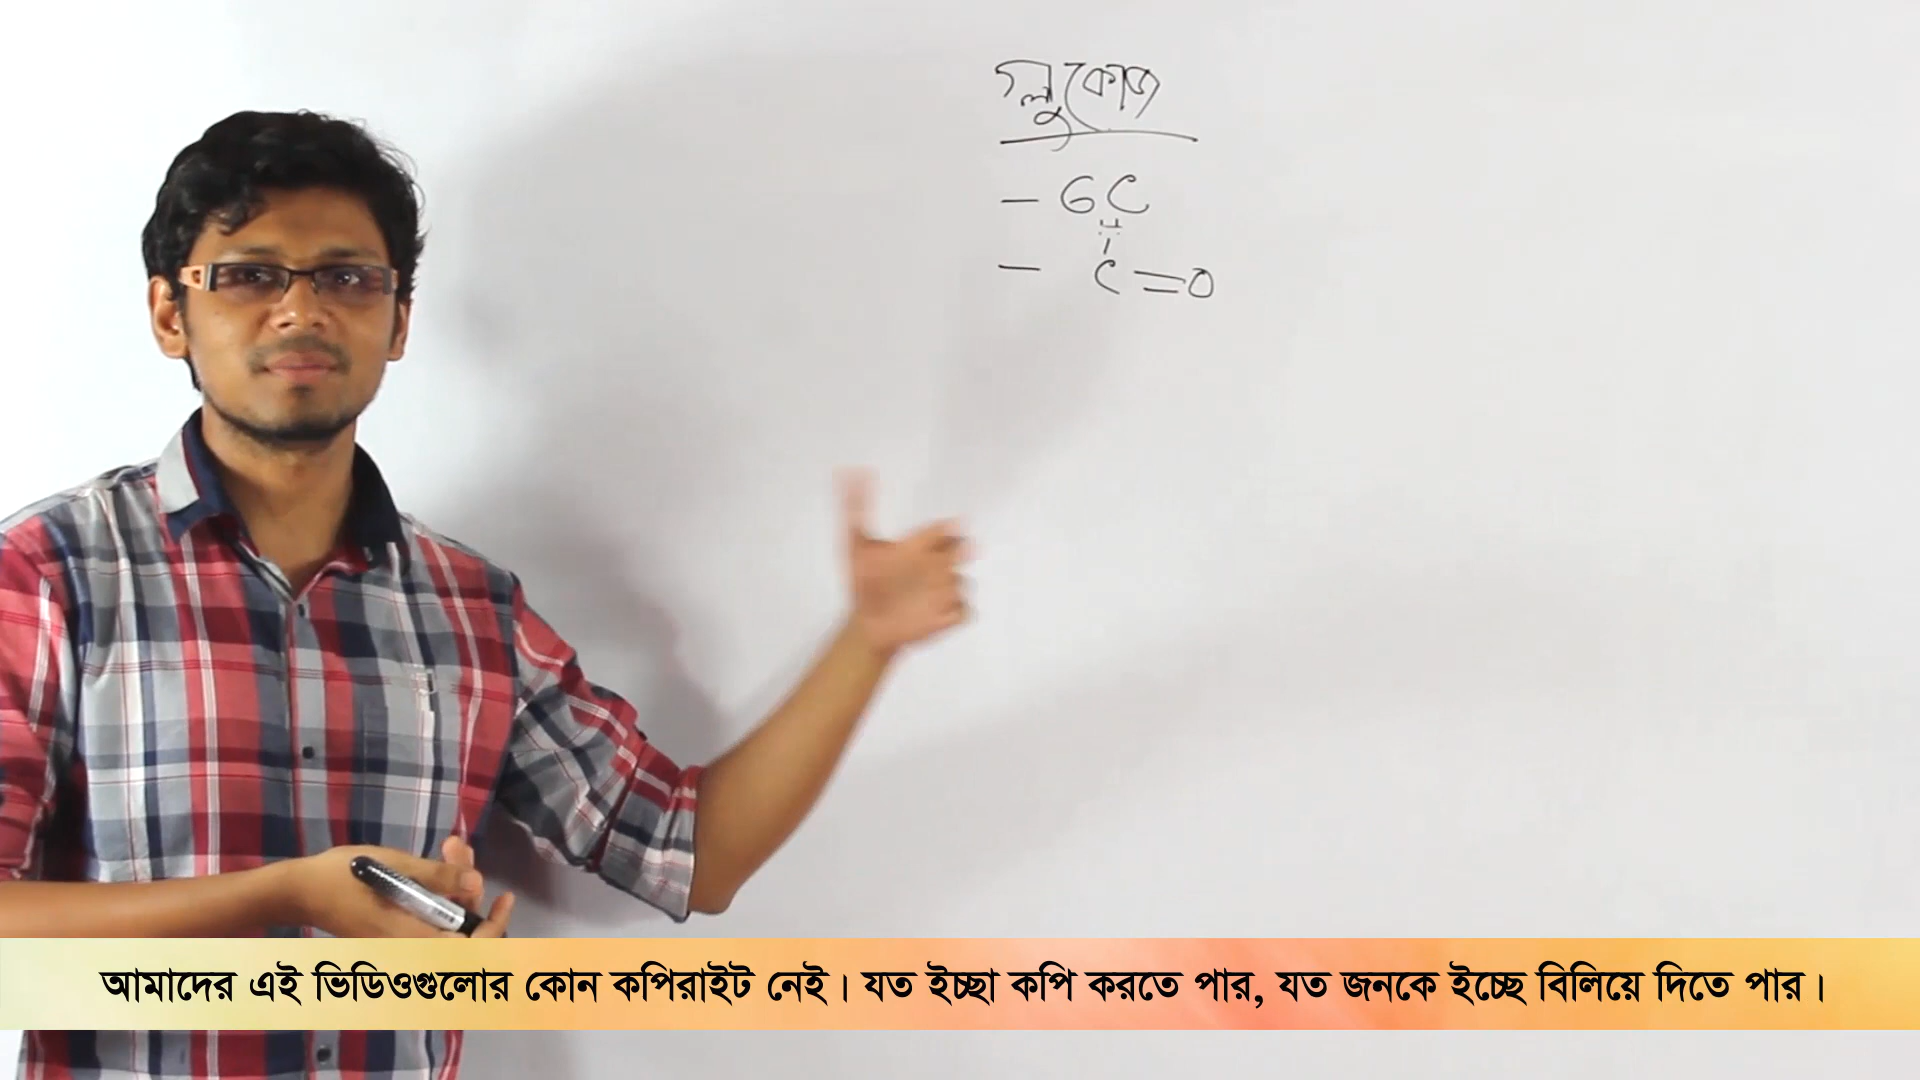 গ্লুকোজ
– 6C
H
– C=O
আমাদের এই ভিডিওগুলোর কোন কপিরাইট নেই। যত ইচ্ছা কপি করতে পার, যত জনকে ইচ্ছে বিলিয়ে দিতে পার।